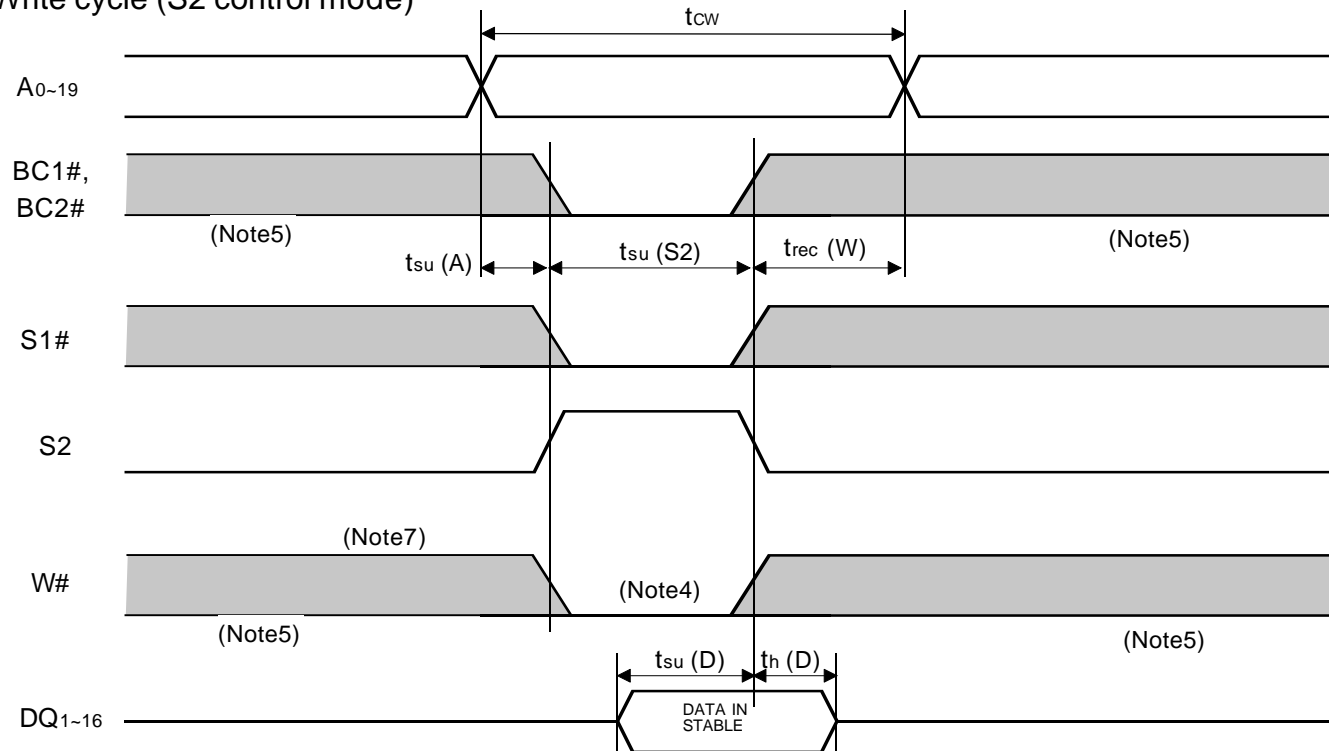 Write cycle (S2 control mode)
tCW
A0~19
BC1#,
BC2#
(Note5)
(Note5)
tsu (A)
tsu (S2)
trec (W)
S1#
S2
(Note7)
W#
(Note4)
(Note5)
(Note5)
tsu (D)
th (D)
DQ1~16
DATA IN
STABLE